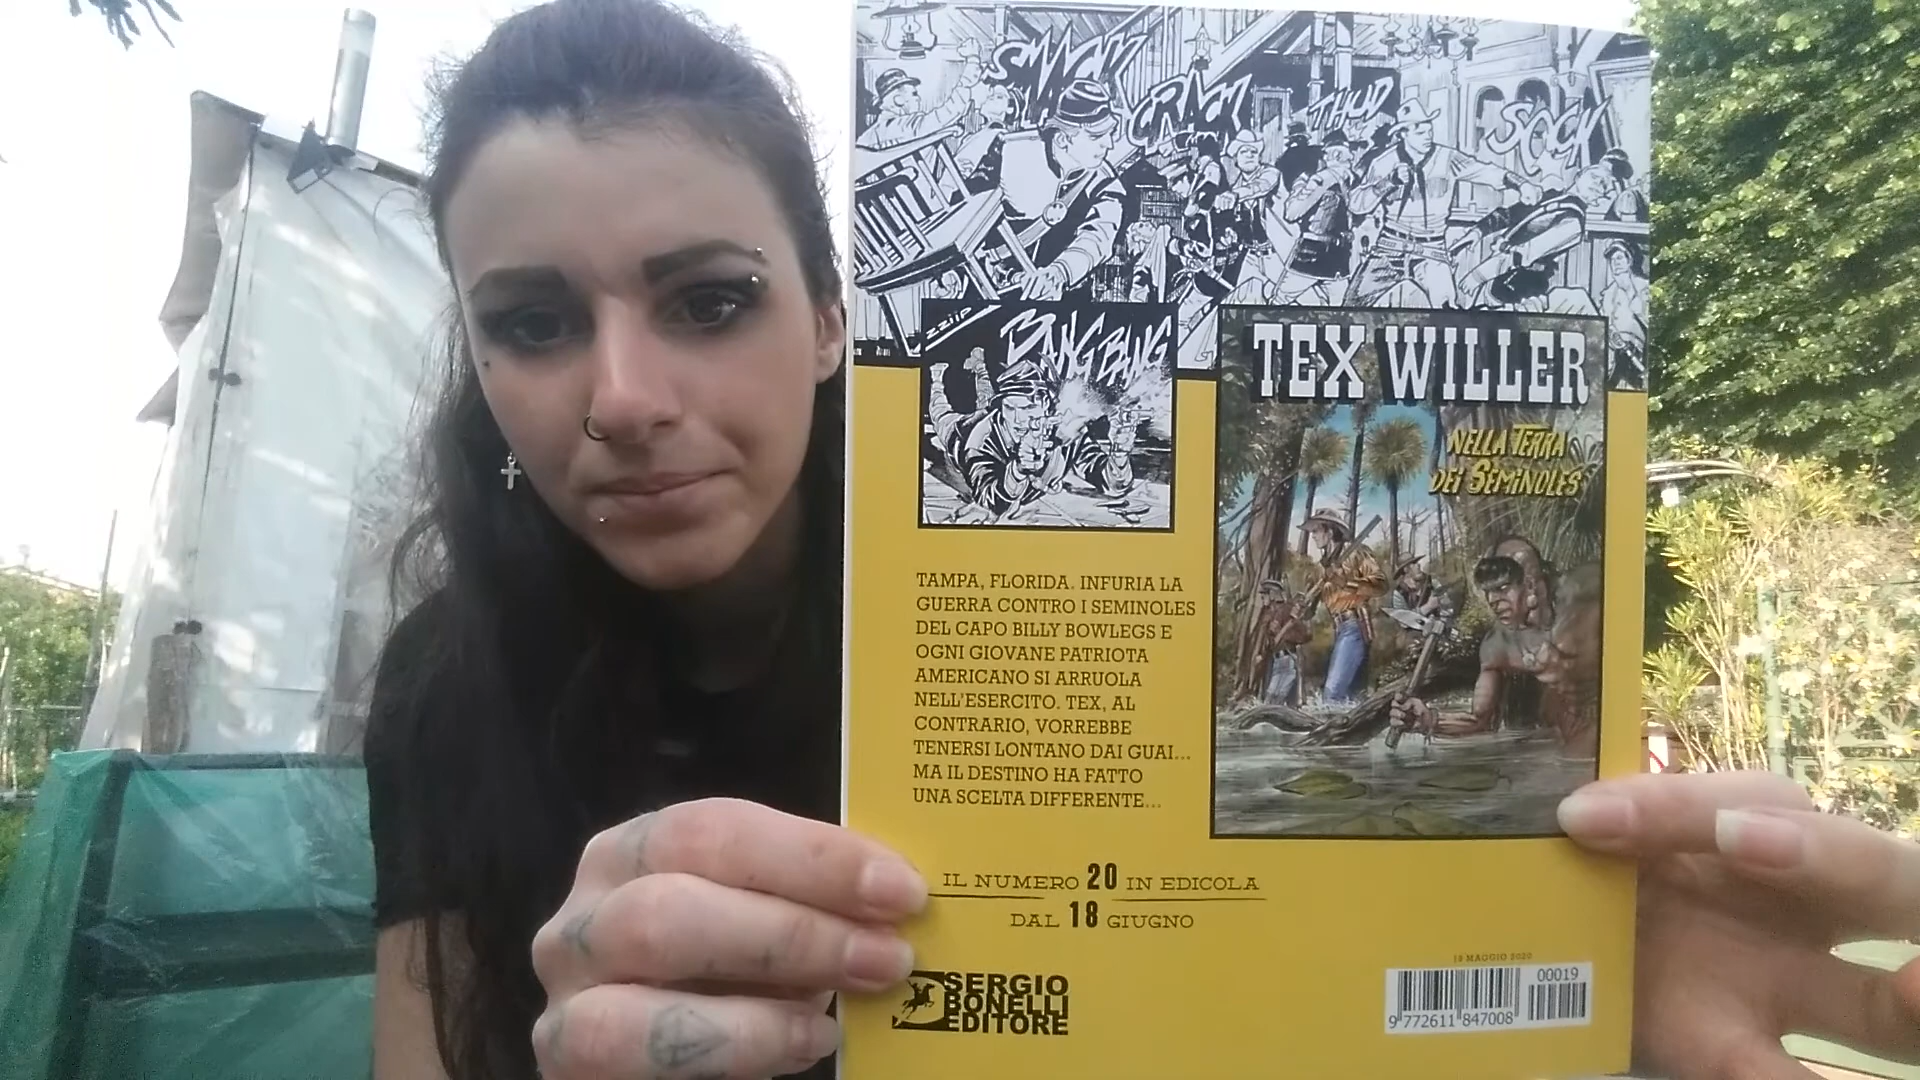 SMACK
CRACK
THUD
SOCK
ZZIIP
BANG BANG
TEX WILLER
NELLA TERRA
DEI SEMINOLES
TAMPA, FLORIDA. INFURIA LA
GUERRA CONTRO I SEMINOLES
DEL CAPO BILLY BOWLEGS E
OGNI GIOVANE PATRIOTA
AMERICANO SI ARRUOLA
NELL'ESERCITO. TEX, AL
CONTRARIO, VORREBBE
TENERSI LONTANO DAI GUAI...
MA IL DESTINO HA FATTO
UNA SCELTA DIFFERENTE...
IL NUMERO 20 IN EDICOLA
DAL 18 GIUGNO
SERGIO
BONELLI
EDITORE
19 MAGGIO 2020
00019
9 772611 847008